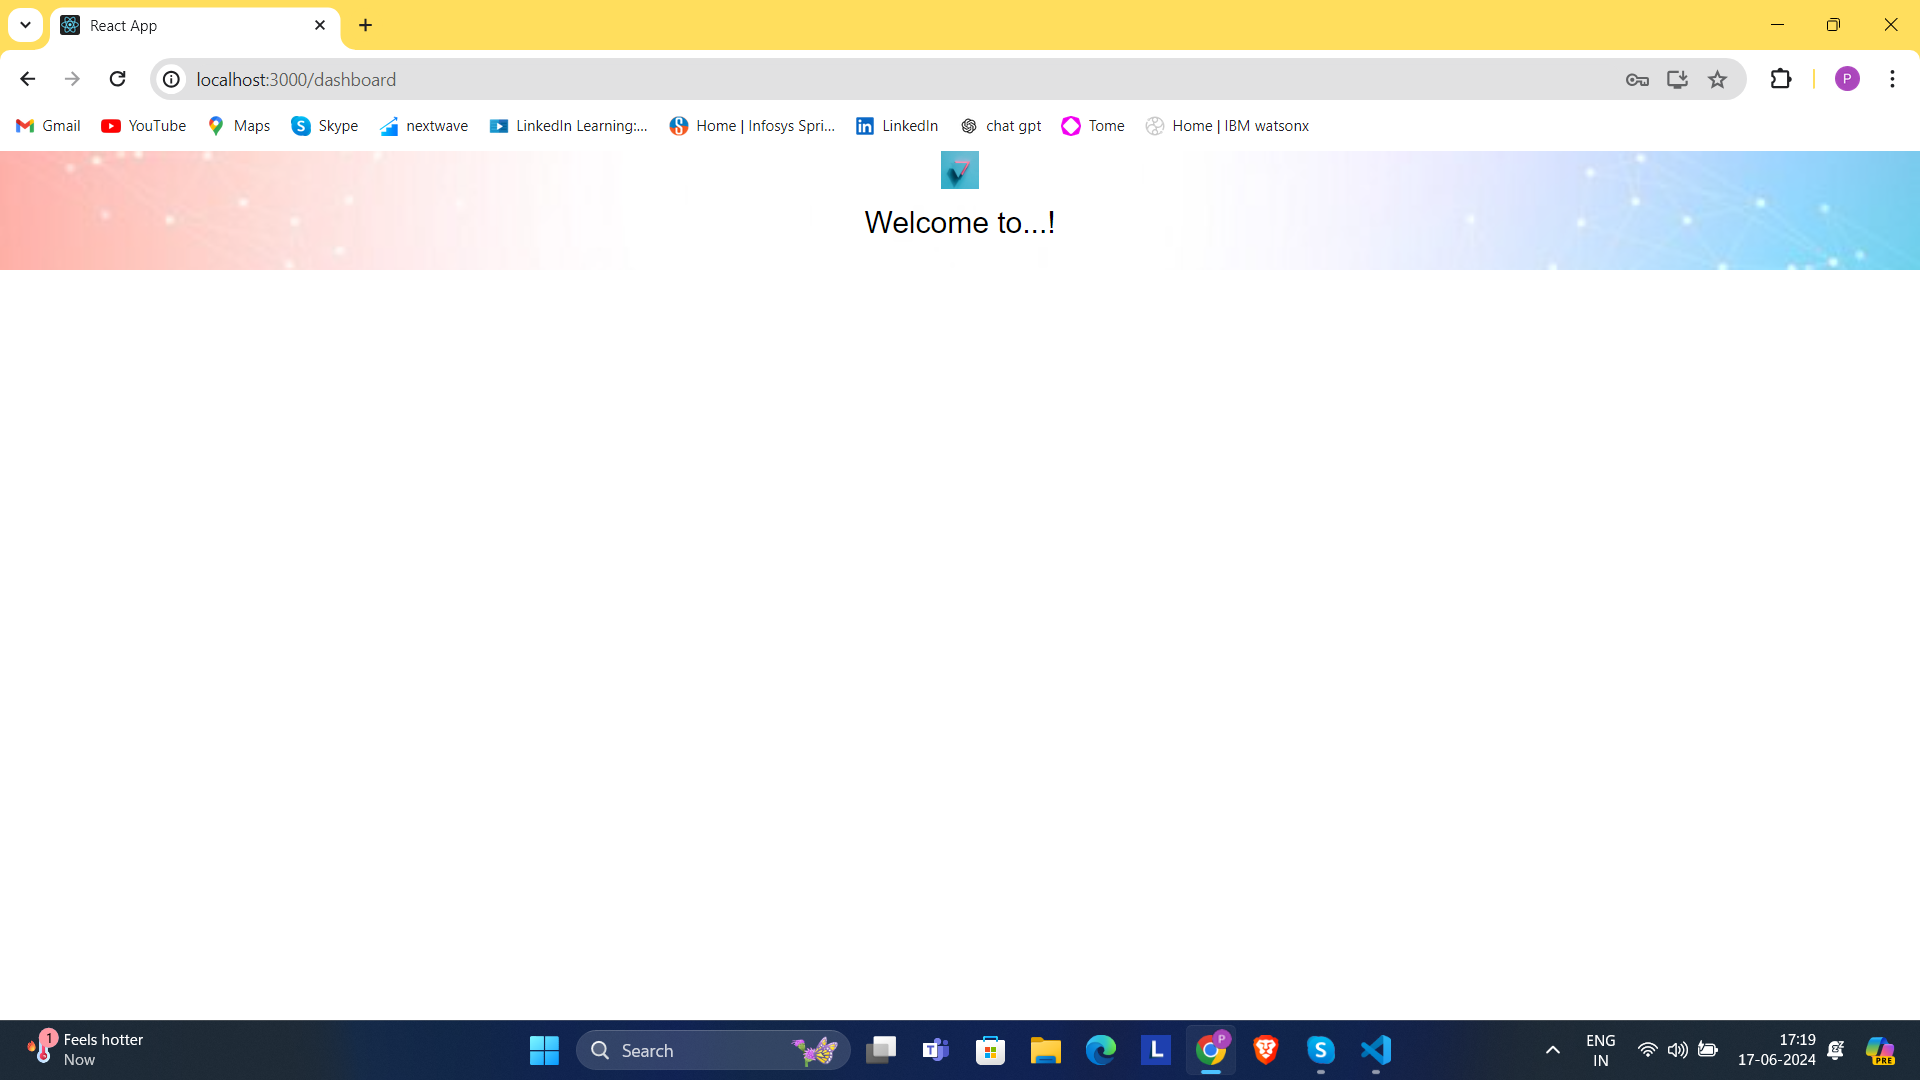 React App
localhost:3000/dashboard
P
Gmail
YouTube
Maps
Skype
nextwave
LinkedIn Learning:...
Home | Infosys Spri...
LinkedIn
chat gpt
Tome
Home | IBM watsonx
Welcome to...!
1
Feels hotter
Now
Search
L
P
ENG
IN
17:19
17-06-2024
PRE